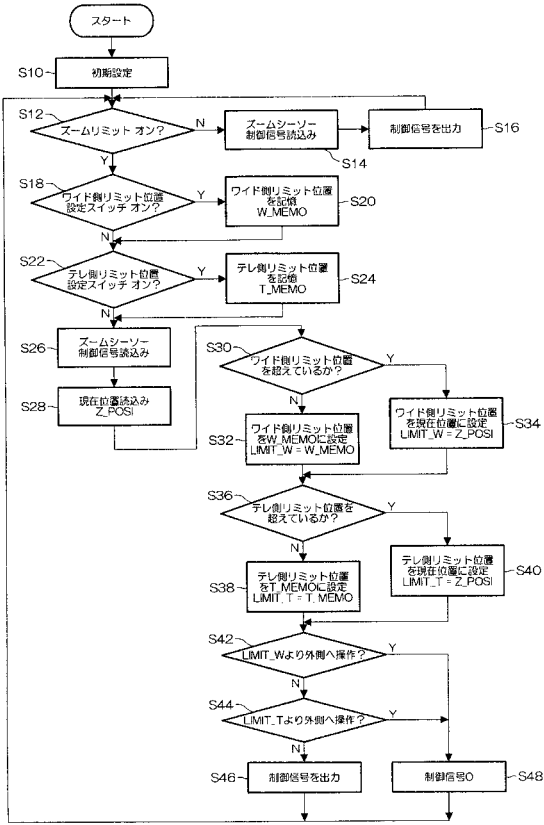 スタート
S10
初期設定
S12
ズームリミット オン?
N
Y
ズームシーソー
制御信号読込み
S14
制御信号を出力
S16
S18
ワイド側リミット位置
設定スイッチ オン?
Y
N
ワイド側リミット位置
を記憶
W_MEMO
S20
S22
テレ側リミット位置
設定スイッチ オン?
Y
N
テレ側リミット位置
を記憶
T_MEMO
S24
S26
ズームシーソー
制御信号読込み
S28
現在位置読込み
Z_POSI
S30
ワイド側リミット位置
を超えているか?
Y
N
S32
ワイド側リミット位置
をW_MEMOに設定
LIMIT_W = W_MEMO
ワイド側リミット位置
を現在位置に設定
LIMIT_W = Z_POSI
S34
S36
テレ側リミット位置を
超えているか?
Y
N
S38
テレ側リミット位置
をT_MEMOに設定
LIMIT_T = T_MEMO
テレ側リミット位置
を現在位置に設定
LIMIT_T = Z_POSI
S40
S42
LIMIT_Wより外側へ操作?
Y
N
S44
LIMIT_Tより外側へ操作?
Y
N
S46
制御信号を出力
制御信号0
S48